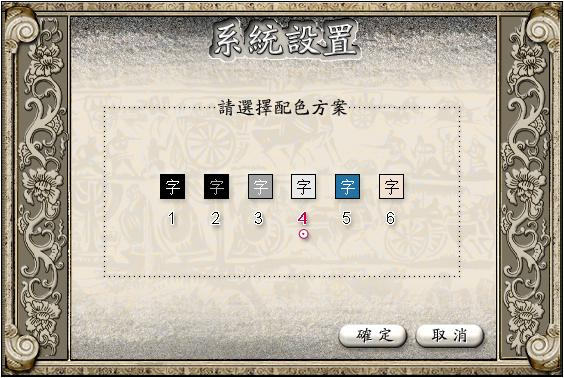 系統設置
請選擇配色方案
字 字 字 字 字 字
1 2 3 4 5 6
確定 取消